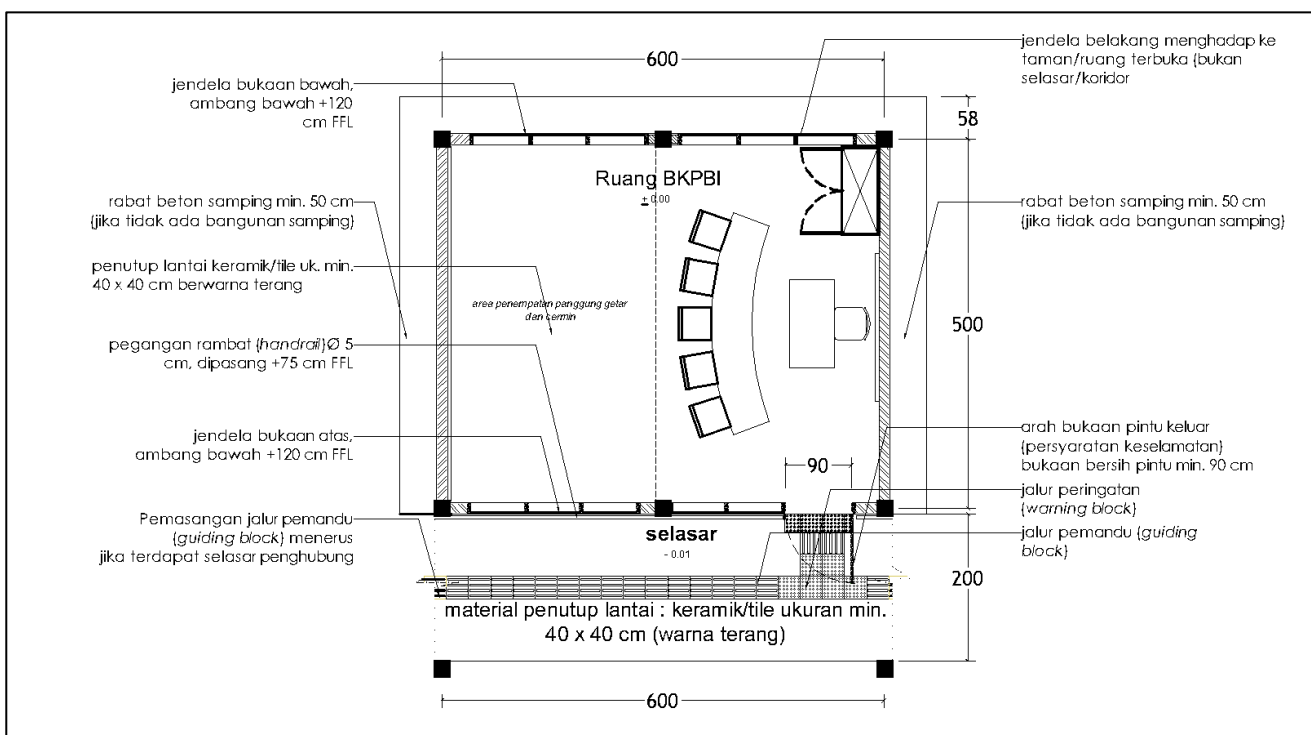 600
jendela belakang menghadap ke
taman/ruang terbuka (bukan
selasar/koridor
jendela bukaan bawah,
ambang bawah +120
cm FFL
58
Ruang BKPBI
± 0.00
rabat beton samping min. 50 cm
(jika tidak ada bangunan samping)
rabat beton samping min. 50 cm
(jika tidak ada bangunan samping)
penutup lantai keramik/tile uk. min.
40 x 40 cm berwarna terang
area penempatan panggung getar
dan cermin
500
pegangan rambat (handrail)Ø 5
cm, dipasang +75 cm FFL
jendela bukaan atas,
ambang bawah +120 cm FFL
90
arah bukaan pintu keluar
(persyaratan keselamatan)
bukaan bersih pintu min. 90 cm
jalur peringatan
(warning block)
jalur pemandu (guiding
block)
Pemasangan jalur pemandu
(guiding block) menerus
jika terdapat selasar penghubung
selasar
- 0.01
200
material penutup lantai : keramik/tile ukuran min.
40 x 40 cm (warna terang)
600